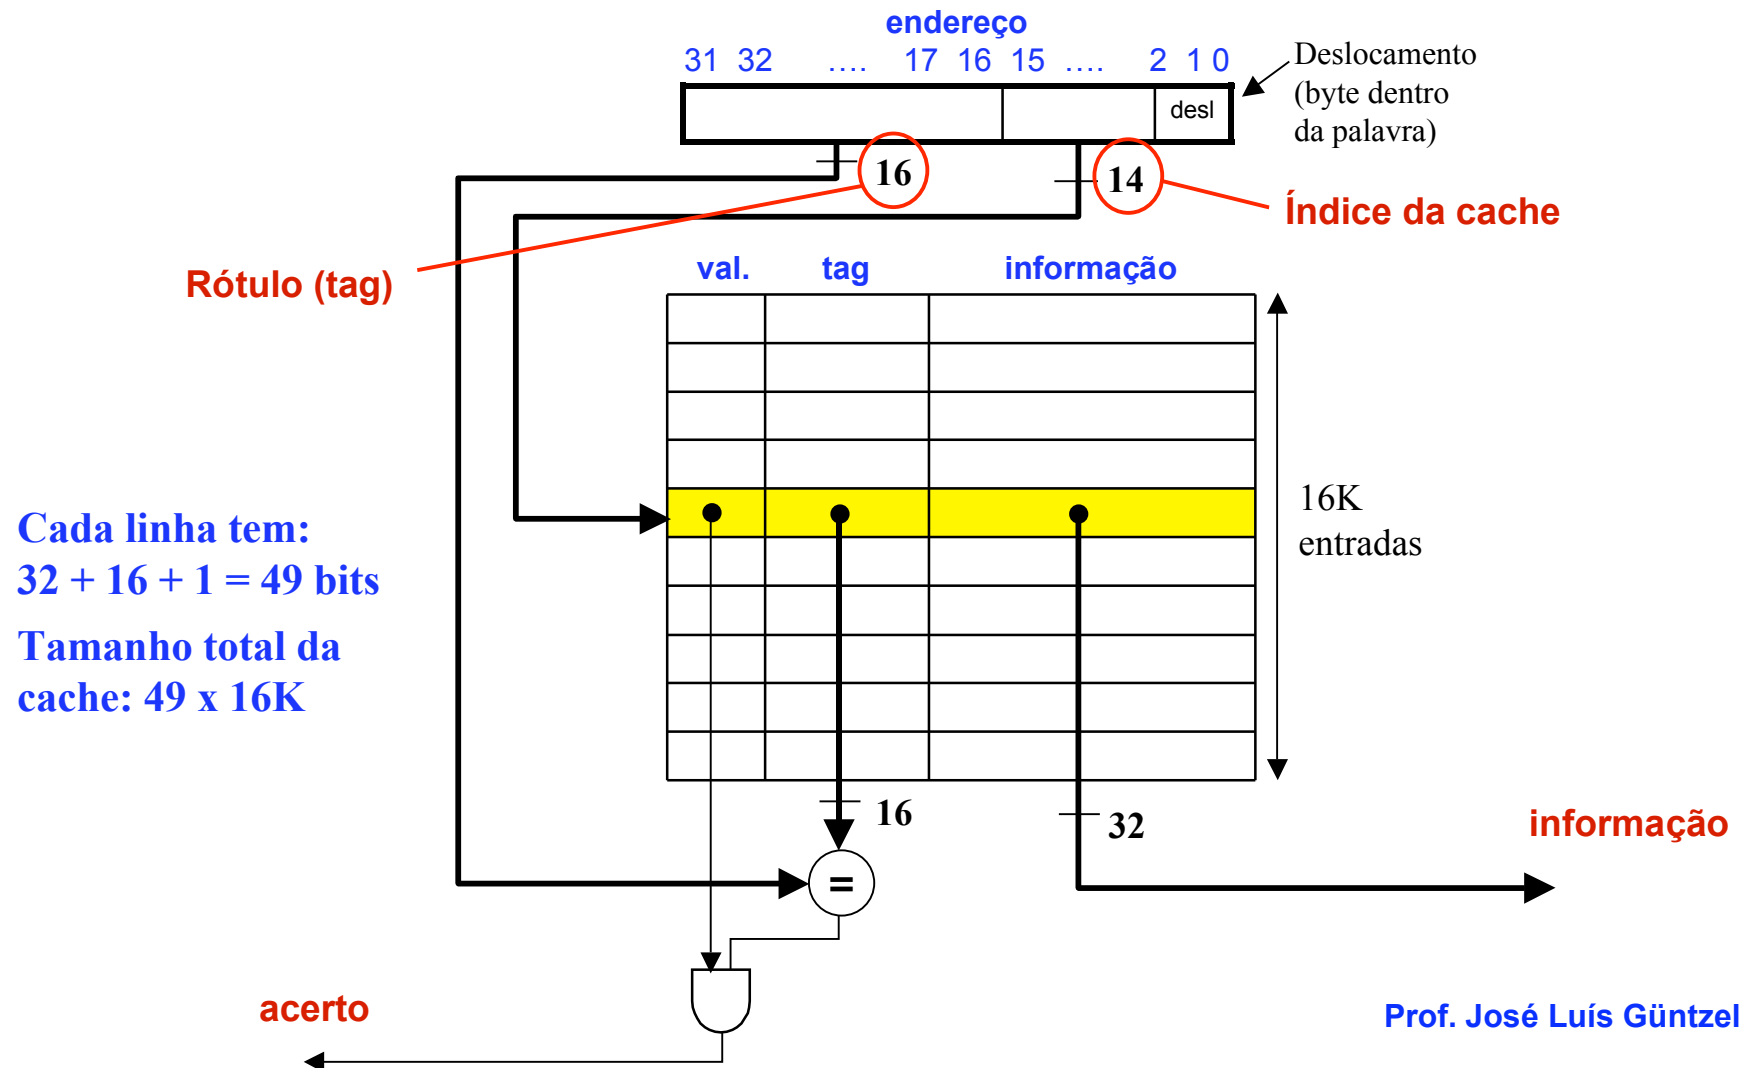 endereço
31 32 .... 17 16 15 .... 2 1 0
desl
Deslocamento
(byte dentro
da palavra)
16
14
Índice da cache
Rótulo (tag)
val. tag informação
16K
entradas
Cada linha tem:
32 + 16 + 1 = 49 bits
Tamanho total da
cache: 49 x 16K
16
32
informação
=
acerto
Prof. José Luís Güntzel